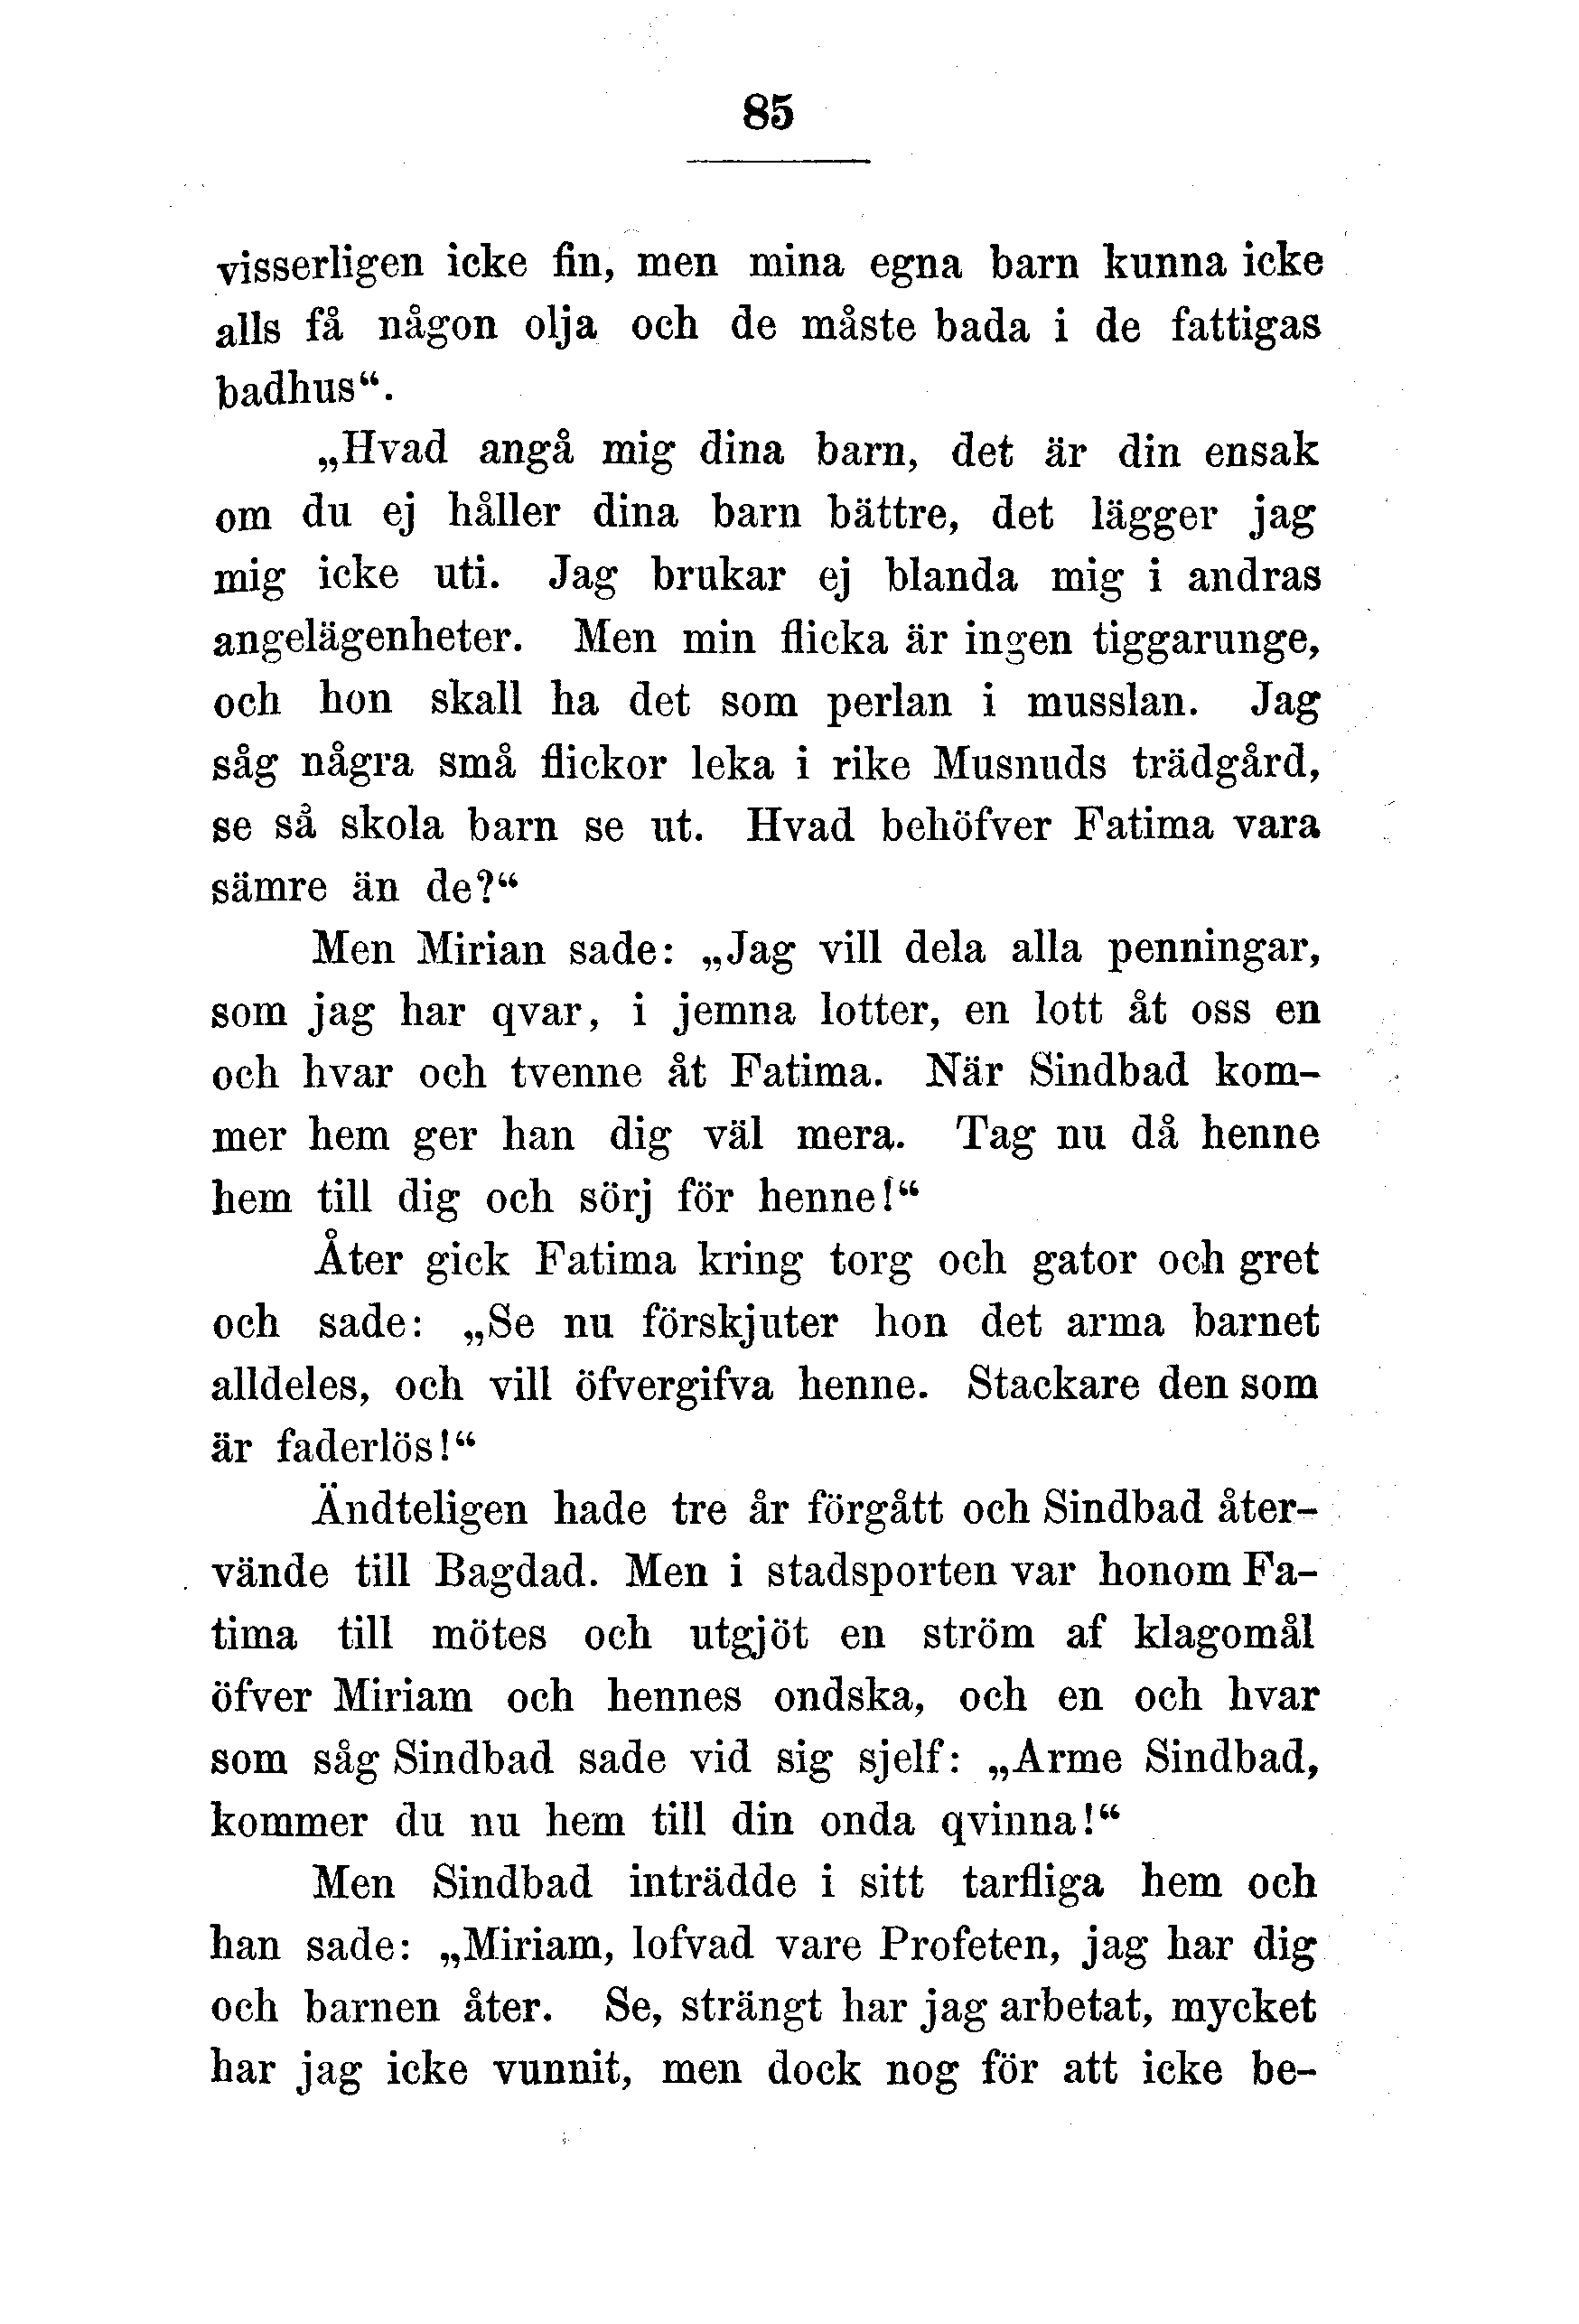 85
visserligen icke fin, men mina egna barn kunna icke
alls få någon olja och de måste bada i de fattigas
badhus“.
„Hvad angå mig dina barn, det är din ensak
om du ej håller dina barn bättre, det lägger jag
mig icke uti. Jag brukar ej blanda mig i andras
angelägenheter. Men min flicka är ingen tiggarunge,
och hon skall ha det som perlan i musslan. Jag
såg några små flickor leka i rike Musnuds trädgård,
se så skola barn se ut. Hvad behöfver Fatima vara
sämre än de?“
Men Mirian sade: „Jag vill dela alla penningar,
som jag har qvar, i jemna lotter, en lott åt oss en
och hvar och tvenne åt Fatima. När Sindbad kom-
mer hem ger han dig väl mera. Tag nu då henne
hem till dig och sörj för henne!“
Åter gick Fatima kring torg och gator och gret
och sade: „Se nu förskjuter hon det arma barnet
alldeles, och vill öfvergifva henne. Stackare den som
är faderlös!“
Ändteligen hade tre år förgått och Sindbad åter-
vände till Bagdad. Men i stadsporten var honom Fa-
tima till mötes och utgjöt en ström af klagomål
öfver Miriam och hennes ondska, och en och hvar
som såg Sindbad sade vid sig sjelf: „Arme Sindbad,
kommer du nu hem till din onda qvinna!“
Men Sindbad inträdde i sitt tarfliga hem och
han sade: „Miriam, lofvad vare Profeten, jag har dig
och barnen åter. Se, strängt har jag arbetat, mycket
har jag icke vunnit, men dock nog för att icke be-